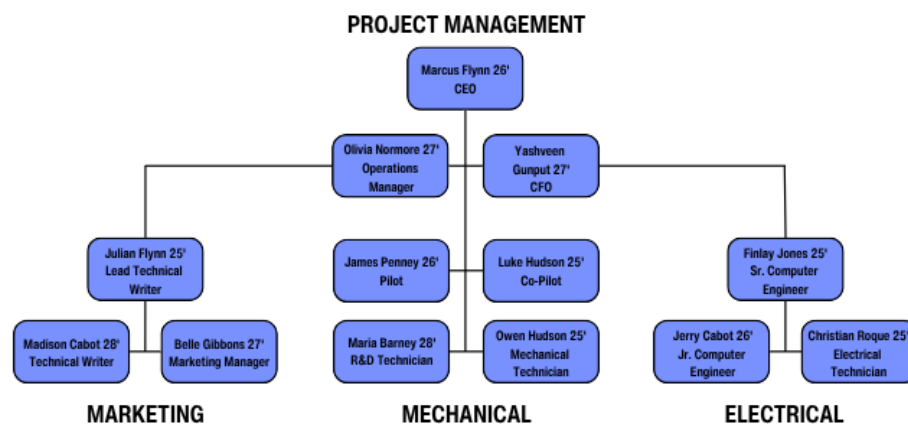 PROJECT MANAGEMENT
Marcus Flynn 26'
CEO
Olivia Normore 27'
Operations
Manager
Yashveen
Gunput 27'
CFO
Julian Flynn 25'
Lead Technical
Writer
James Penney 26'
Pilot
Luke Hudson 25'
Co-Pilot
Finlay Jones 25'
Sr. Computer
Engineer
Madison Cabot 28'
Technical Writer
Belle Gibbons 27'
Marketing Manager
Maria Barney 28'
R&D Technician
Owen Hudson 25'
Mechanical
Technician
Jerry Cabot 26'
Jr. Computer
Engineer
Christian Roque 25'
Electrical
Technician
MARKETING
MECHANICAL
ELECTRICAL